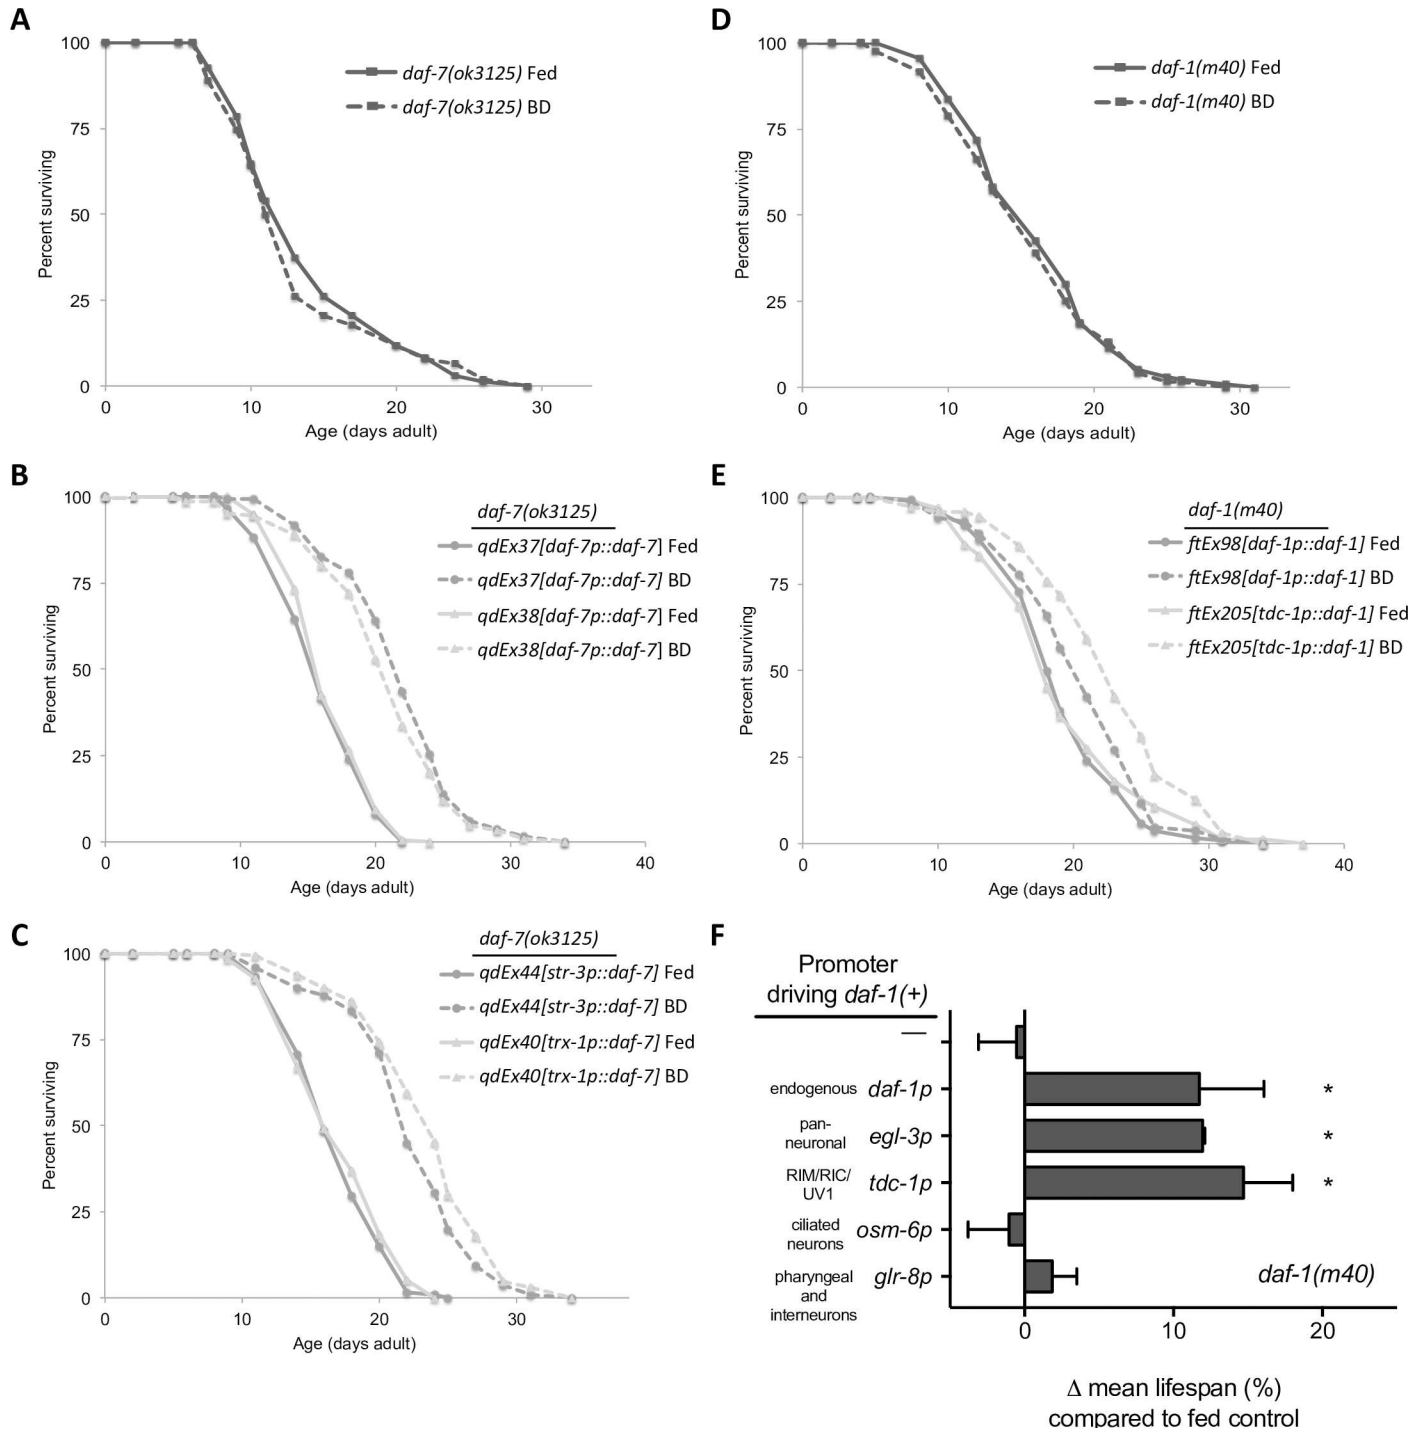 A
100
75
50
25
0
Percent surviving
0 10 20 30
Age (days adult)
daf-7(ok3125) Fed
daf-7(ok3125) BD
D
100
75
50
25
0
Percent surviving
0 10 20 30
Age (days adult)
daf-1(m40) Fed
daf-1(m40) BD
B
100
75
50
25
0
Percent surviving
0 10 20 30 40
Age (days adult)
daf-7(ok3125)
qdEx37[daf-7p::daf-7] Fed
qdEx37[daf-7p::daf-7] BD
qdEx38[daf-7p::daf-7] Fed
qdEx38[daf-7p::daf-7] BD
E
100
75
50
25
0
Percent surviving
0 10 20 30 40
Age (days adult)
daf-1(m40)
ftEx98[daf-1p::daf-1] Fed
ftEx98[daf-1p::daf-1] BD
ftEx205[tdc-1p::daf-1] Fed
ftEx205[tdc-1p::daf-1] BD
C
100
75
50
25
0
Percent surviving
0 10 20 30
Age (days adult)
daf-7(ok3125)
qdEx44[str-3p::daf-7] Fed
qdEx44[str-3p::daf-7] BD
qdEx40[trx-1p::daf-7] Fed
qdEx40[trx-1p::daf-7] BD
F
Promoter
driving daf-1(+)
—
endogenous daf-1p *
pan-
neuronal egl-3p *
RIM/RIC/
UV1 tdc-1p *
ciliated
neurons osm-6p
pharyngeal
and
interneurons glr-8p
daf-1(m40)
0 10 20
Δ mean lifespan (%)
compared to fed control